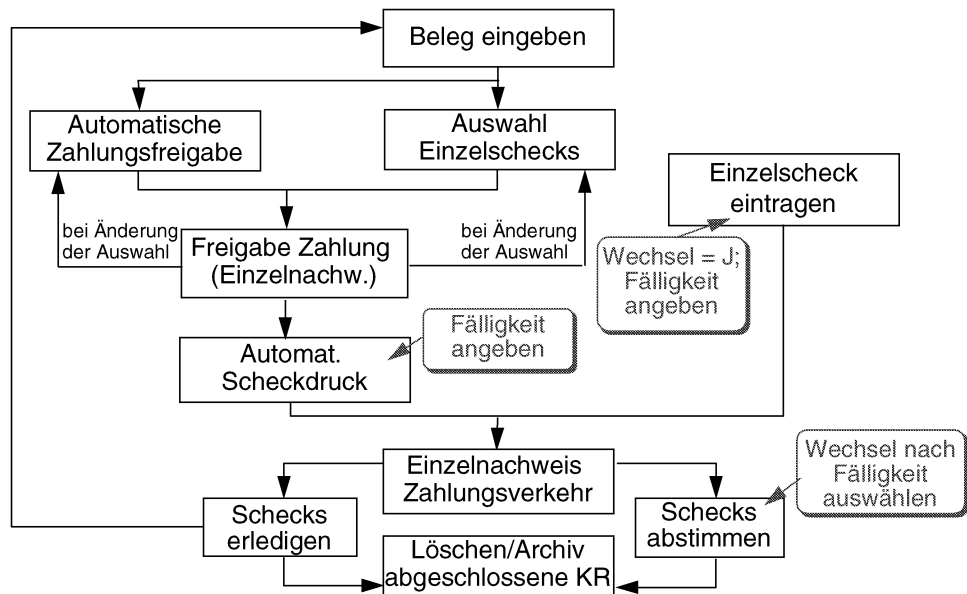 Beleg eingeben
Automatische
Zahlungsfreigabe
Auswahl
Einzelschecks
Einzelscheck
eintragen
bei Änderung
der Auswahl
Freigabe Zahlung
(Einzelnachw.)
bei Änderung
der Auswahl
Wechsel = J;
Fälligkeit
angeben
Fälligkeit
angeben
Automat.
Scheckdruck
Einzelnachweis
Zahlungsverkehr
Wechsel nach
Fälligkeit
auswählen
Schecks
erledigen
Schecks
abstimmen
Löschen/Archiv
abgeschlossene KR